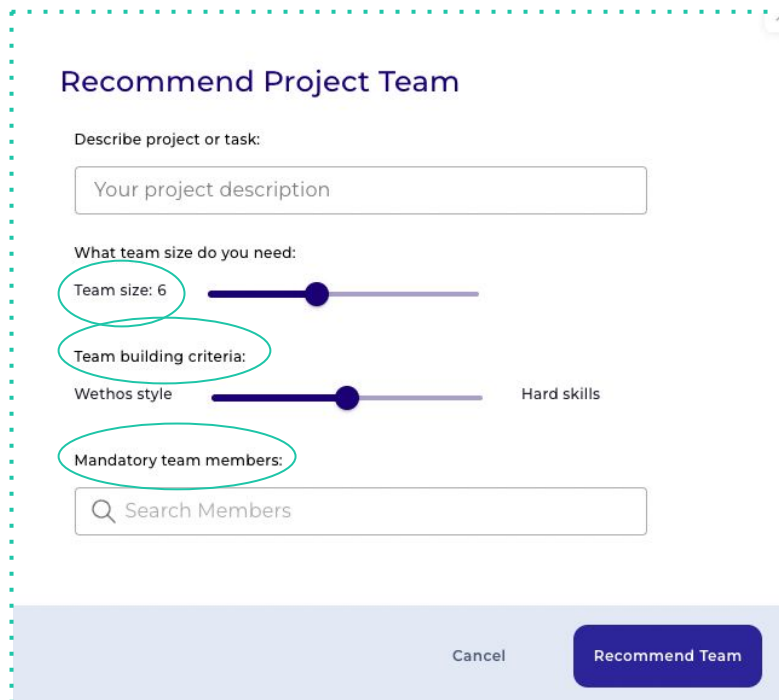 Recommend Project Team
Describe project or task:
Your project description
What team size do you need:
Team size: 6
Team building criteria:
Wethos style Hard skills
Mandatory team members:
Search Members
Cancel Recommend Team